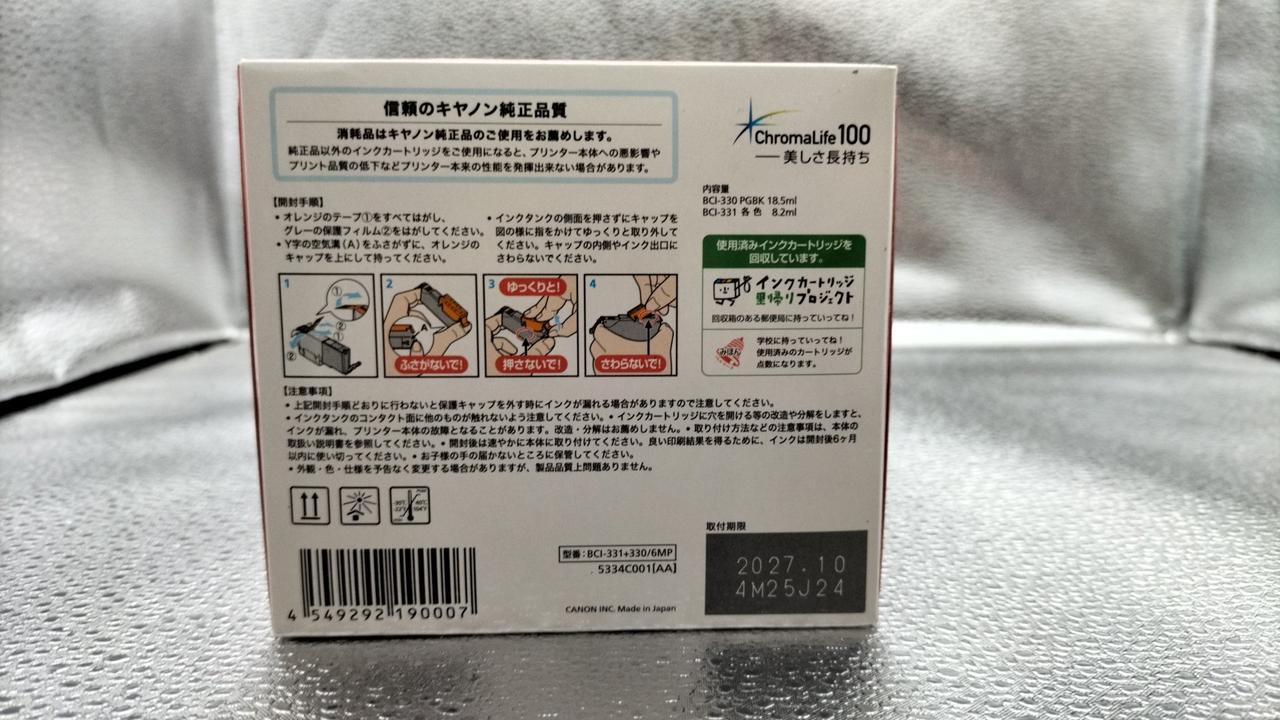 信頼のキヤノン純正品質
消耗品はキヤノン純正品のご使用をお薦めします。
純正品以外のインクカートリッジをご使用になると、プリンター本体への悪影響や
プリント品質の低下などプリンター本来の性能を発揮出来ない場合があります。
ChromaLife100
美しさ長持ち
内容量
BCI-330 PGBK 18.5ml
BCI-331 各色 8.2ml
【開封手順】
・オレンジのテープ①をすべてはがし、
グレーの保護フィルム②をはがしてください。
・Y字の空気溝(A)をふさがずに、オレンジの
キャップを上にして持ってください。
・インクタンクの側面を押さずにキャップを
図の様に指をかけてゆっくりと取り外して
ください。キャップの内側やインク出口に
さわらないでください。
1
①
②
①
②
2
A
ふさがないで!
3
ゆっくりと!
押さないで!
4
さわらないで!
使用済みインクカートリッジを
回収しています。
インクカートリッジ
里帰りプロジェクト
回収箱のある郵便局に持っていってね!
みほん
学校に持っていってね!
使用済みのカートリッジが
点数になります。
【注意事項】
・上記開封手順どおりに行わないと保護キャップを外す時にインクが漏れる場合がありますので注意してください。
・インクタンクのコンタクト面に他のものが触れないよう注意してください。・インクカートリッジに穴を開ける等の改造や分解をしますと、
インクが漏れ、プリンター本体の故障となることがあります。改造・分解はお薦めしません。・取り付け方法などの注意事項は、本体の
取扱い説明書を参照してください。・開封後は速やかに本体に取り付けてください。良い印刷結果を得るために、インクは開封後6ヶ月
以内に使い切ってください。・お子様の手の届かないところに保管してください。
・外観・色・仕様を予告なく変更する場合がありますが、製品品質上問題ありません。
型番:BCI-331+330/6MP
5334C001[AA]
4 549292 190007
CANON INC. Made in Japan
取付期限
2027.10
4M25J24